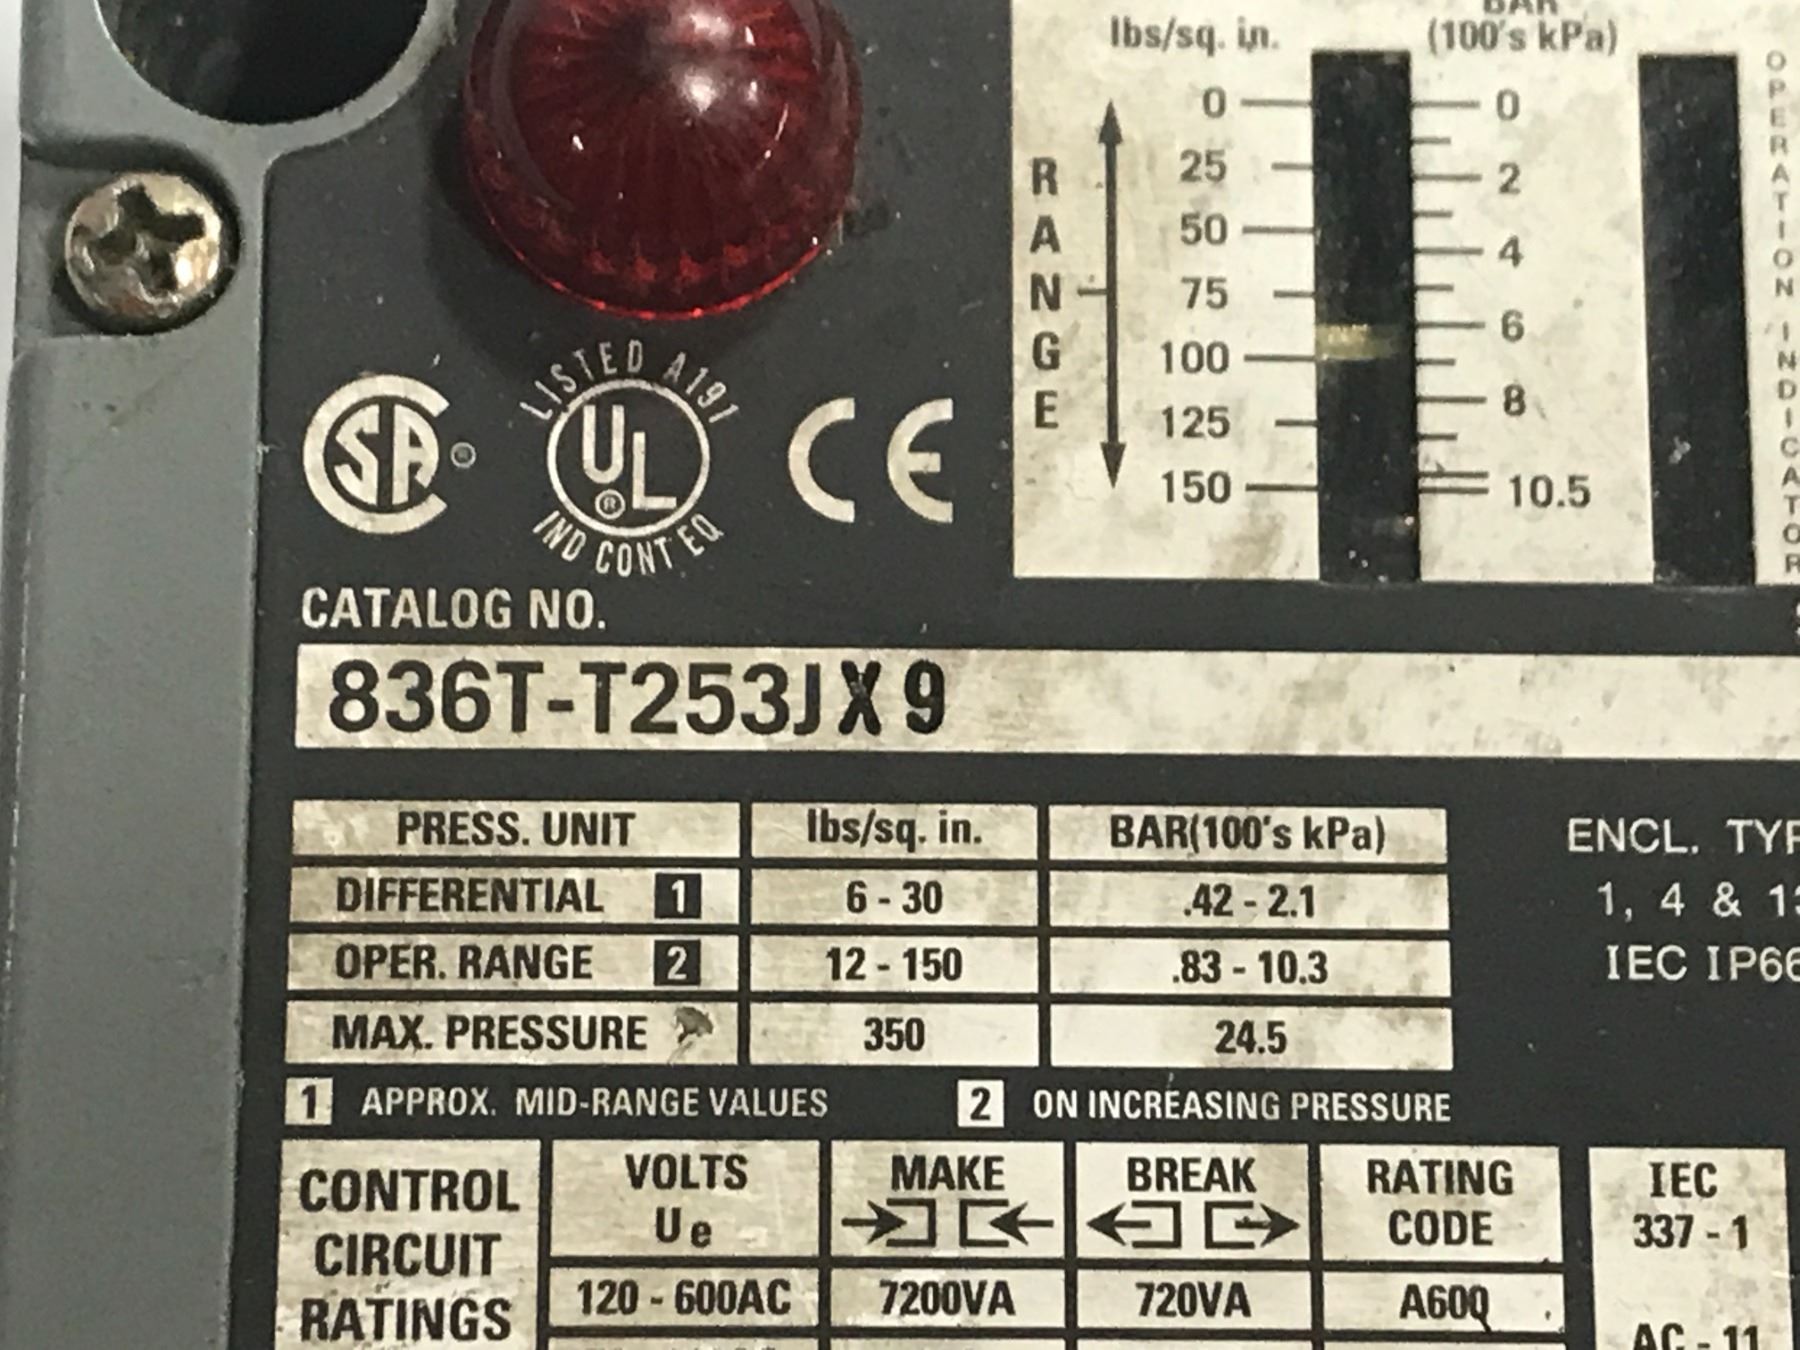 lbs/sq. in.
BAR
(100's kPa)
RANGE
0
25
50
75
100
125
150
0
2
4
6
8
10.5
OPERATION INDICATOR
SA ®
LISTED A191
UL ®
IND CONT EQ
CE
CATALOG NO.
836T-T253JX9
PRESS. UNIT lbs/sq. in. BAR(100's kPa)
DIFFERENTIAL 1 6 - 30 .42 - 2.1
OPER. RANGE 2 12 - 150 .83 - 10.3
MAX. PRESSURE 350 24.5
ENCL. TYP
1, 4 & 13
IEC IP66
1 APPROX. MID-RANGE VALUES 2 ON INCREASING PRESSURE
CONTROL
CIRCUIT
RATINGS
VOLTS
Ue
MAKE
BREAK
RATING
CODE
120 - 600AC 7200VA 720VA A600
IEC
337 - 1
AC - 11